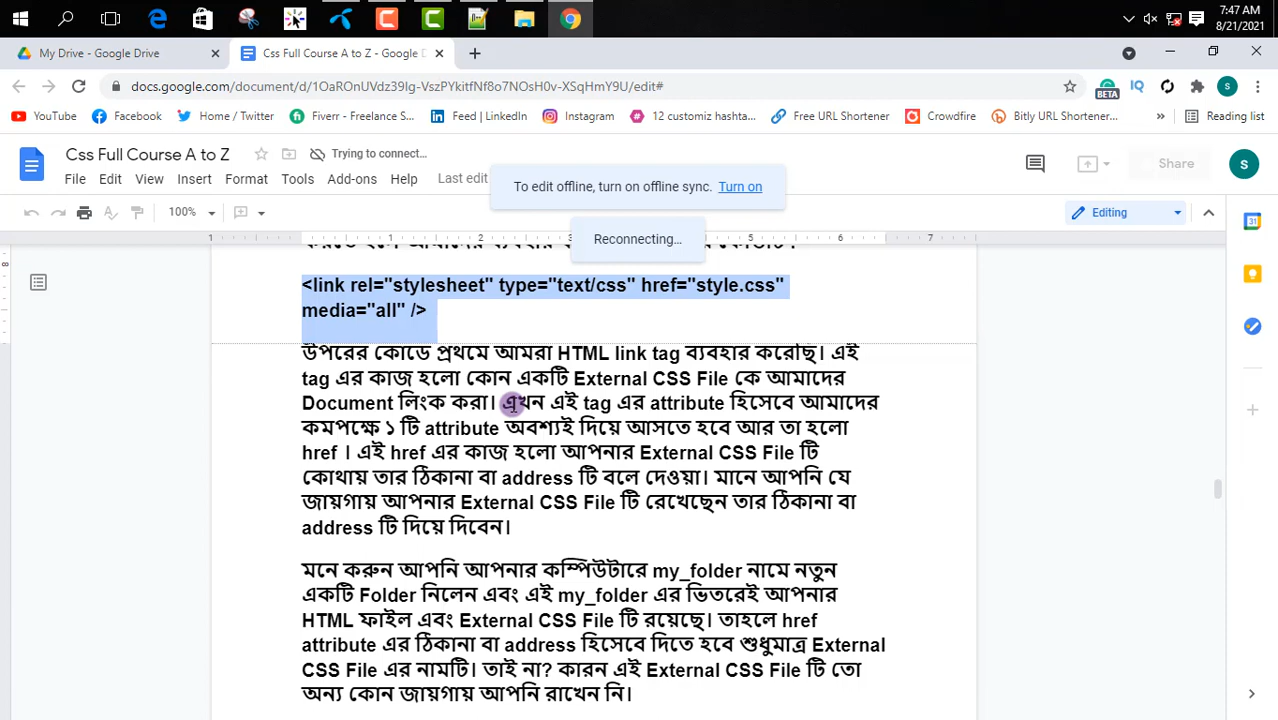 7:47 AM
8/21/2021
My Drive - Google Drive
Css Full Course A to Z - Google D
docs.google.com/document/d/1OaROnUVdz39Ig-VszPYkitfNf8o7NOsH0v-XSqHmY9U/edit#
BETA
IQ
S
YouTube
Facebook
Home / Twitter
Fiverr - Freelance S...
Feed | LinkedIn
Instagram
12 customiz hashta...
Free URL Shortener
Crowdfire
Bitly URL Shortener...
Reading list
Css Full Course A to Z
Trying to connect...
Share
S
File Edit View Insert Format Tools Add-ons Help Last edit
To edit offline, turn on offline sync. Turn on
100%
Editing
Reconnecting...
1 1 2 3 6 7
<link rel="stylesheet" type="text/css" href="style.css"
media="all" />
উপরের কোডে প্রথমে আমরা HTML link tag ব্যবহার করেছি। এই
tag এর কাজ হলো কোন একটি External CSS File কে আমাদের
Document লিংক করা। এখন এই tag এর attribute হিসেবে আমাদের
কমপক্ষে ১ টি attribute অবশ্যই দিয়ে আসতে হবে আর তা হলো
href । এই href এর কাজ হলো আপনার External CSS File টি
কোথায় তার ঠিকানা বা address টি বলে দেওয়া। মানে আপনি যে
জায়গায় আপনার External CSS File টি রেখেছেন তার ঠিকানা বা
address টি দিয়ে দিবেন।
মনে করুন আপনি আপনার কম্পিউটারে my_folder নামে নতুন
একটি Folder নিলেন এবং এই my_folder এর ভিতরেই আপনার
HTML ফাইল এবং External CSS File টি রয়েছে। তাহলে href
attribute এর ঠিকানা বা address হিসেবে দিতে হবে শুধুমাত্র External
CSS File এর নামটি। তাই না? কারন এই External CSS File টি তো
অন্য কোন জায়গায় আপনি রাখেন নি।